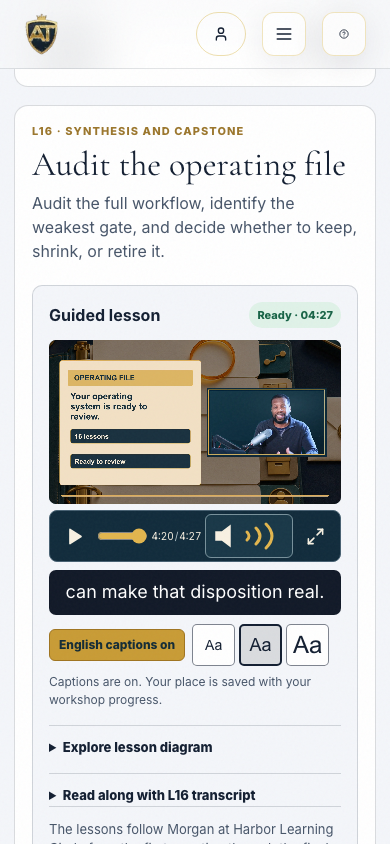 AT
L16 · SYNTHESIS AND CAPSTONE
Audit the operating file
Audit the full workflow, identify the
weakest gate, and decide whether to keep,
shrink, or retire it.
Guided lesson
Ready · 04:27
OPERATING FILE
Your operating
system is ready to
review.
16 lessons
Ready to review
4:20/4:27
can make that disposition real.
English captions on
Aa
Aa
Aa
Captions are on. Your place is saved with your
workshop progress.
Explore lesson diagram
Read along with L16 transcript
The lessons follow Morgan at Harbor Learning